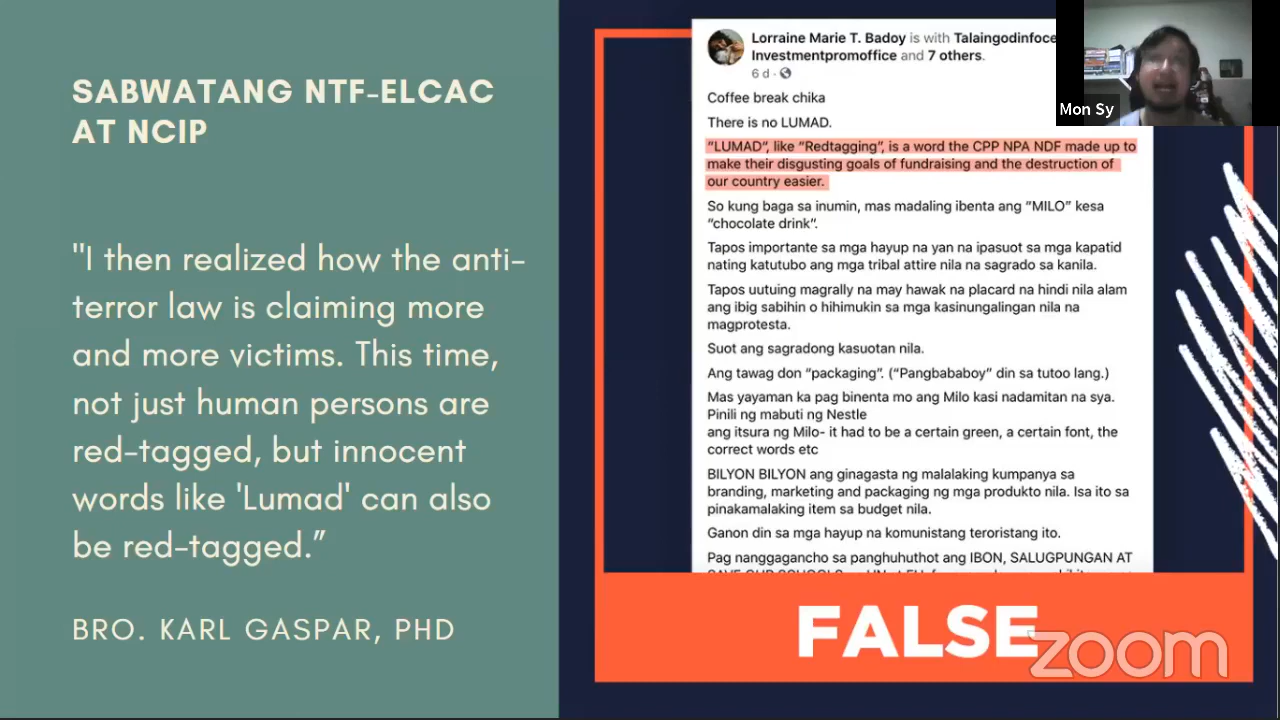 SABWATANG NTF-ELCAC
AT NCIP
"I then realized how the anti-
terror law is claiming more
and more victims. This time,
not just human persons are
red-tagged, but innocent
words like 'Lumad' can also
be red-tagged.”
BRO. KARL GASPAR, PHD
Lorraine Marie T. Badoy is with Talaingodinfoce
Investmentpromoffice and 7 others.
6 d ·
Coffee break chika
There is no LUMAD.
“LUMAD”, like “Redtagging”, is a word the CPP NPA NDF made up to
make their disgusting goals of fundraising and the destruction of
our country easier.
So kung baga sa inumin, mas madaling ibenta ang “MILO” kesa
“chocolate drink”.
Tapos importante sa mga hayup na yan na ipasuot sa mga kapatid
nating katutubo ang mga tribal attire nila na sagrado sa kanila.
Tapos uutuing magrally na may hawak na placard na hindi nila alam
ang ibig sabihin o hihimukin sa mga kasinungalingan nila na
magprotesta.
Suot ang sagradong kasuotan nila.
Ang tawag don “packaging”. (“Pangbababoy” din sa tutoo lang.)
Mas yayaman ka pag binenta mo ang Milo kasi nadamitan na sya.
Pinili ng mabuti ng Nestle
ang itsura ng Milo- it had to be a certain green, a certain font, the
correct words etc
BILYON BILYON ang ginagasta ng malalaking kumpanya sa
branding, marketing and packaging ng mga produkto nila. Isa ito sa
pinakamalaking item sa budget nila.
Ganon din sa mga hayup na komunistang teroristang ito.
Pag nanggagancho sa panghuhuthot ang IBON, SALUGPUNGAN AT
FALSE
Mon Sy
zoom